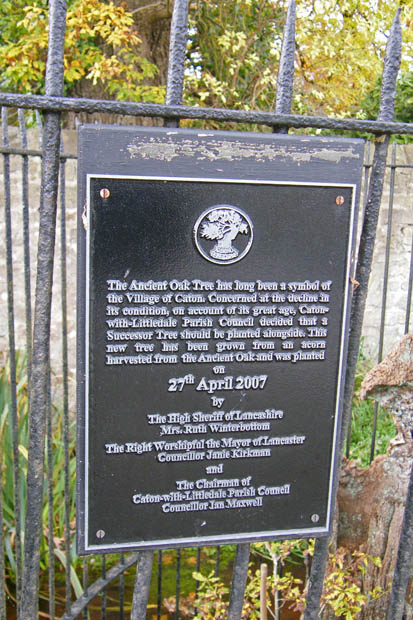 The Ancient Oak Tree has long been a symbol of
the Village of Caton. Concerned at the decline in
its condition, on account of its great age, Caton-
with-Littledale Parish Council decided that a
Successor Tree should be planted alongside. This
new tree has been grown from an acorn
harvested from the Ancient Oak and was planted
on
27th April 2007
by
The High Sheriff of Lancashire
Mrs. Ruth Winterbottom
The Right Worshipful the Mayor of Lancaster
Councillor Janie Kirkman
and
The Chairman of
Caton-with-Littledale Parish Council
Councillor Jan Maxwell